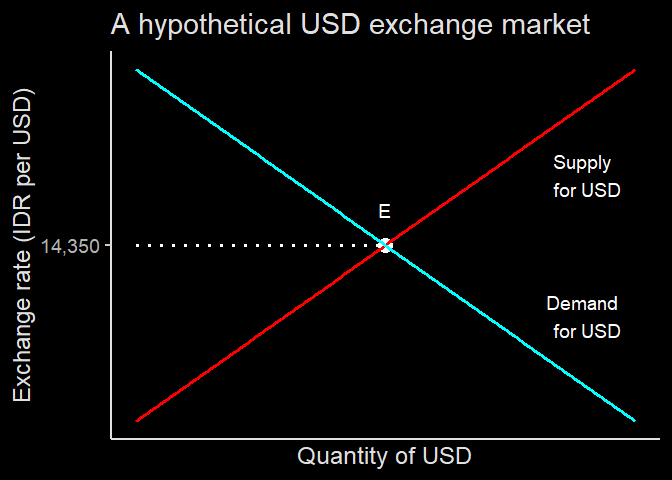 A hypothetical USD exchange market
Exchange rate (IDR per USD)
14,350
E
Supply
for USD
Demand
for USD
Quantity of USD